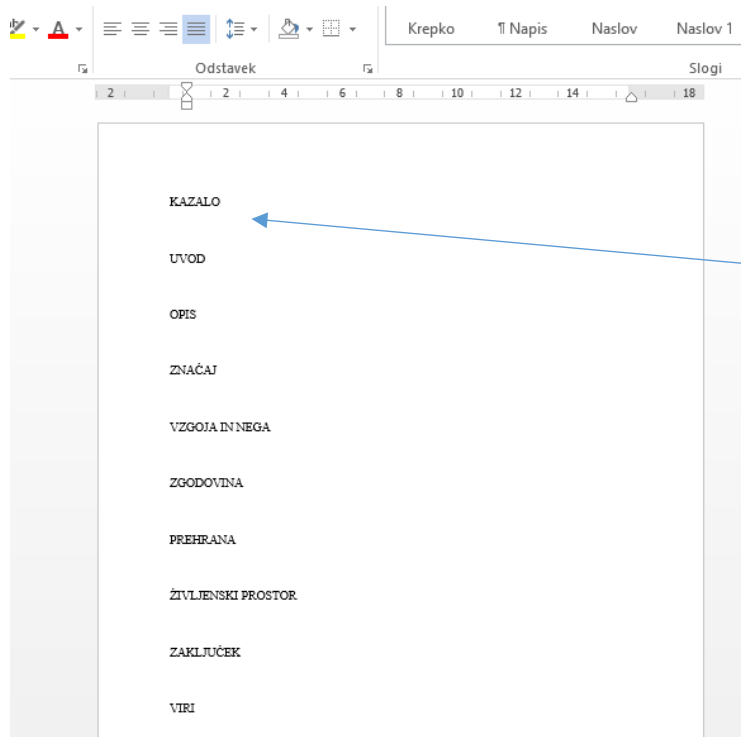 Krepko ¶ Napis Naslov Naslov 1
Odstavek Slogi
2 2 4 6 8 10 12 14 18
KAZALO
UVOD
OPIS
ZNAČAJ
VZGOJA IN NEGA
ZGODOVINA
PREHRANA
ŽIVLJENSKI PROSTOR
ZAKLJUČEK
VIRI